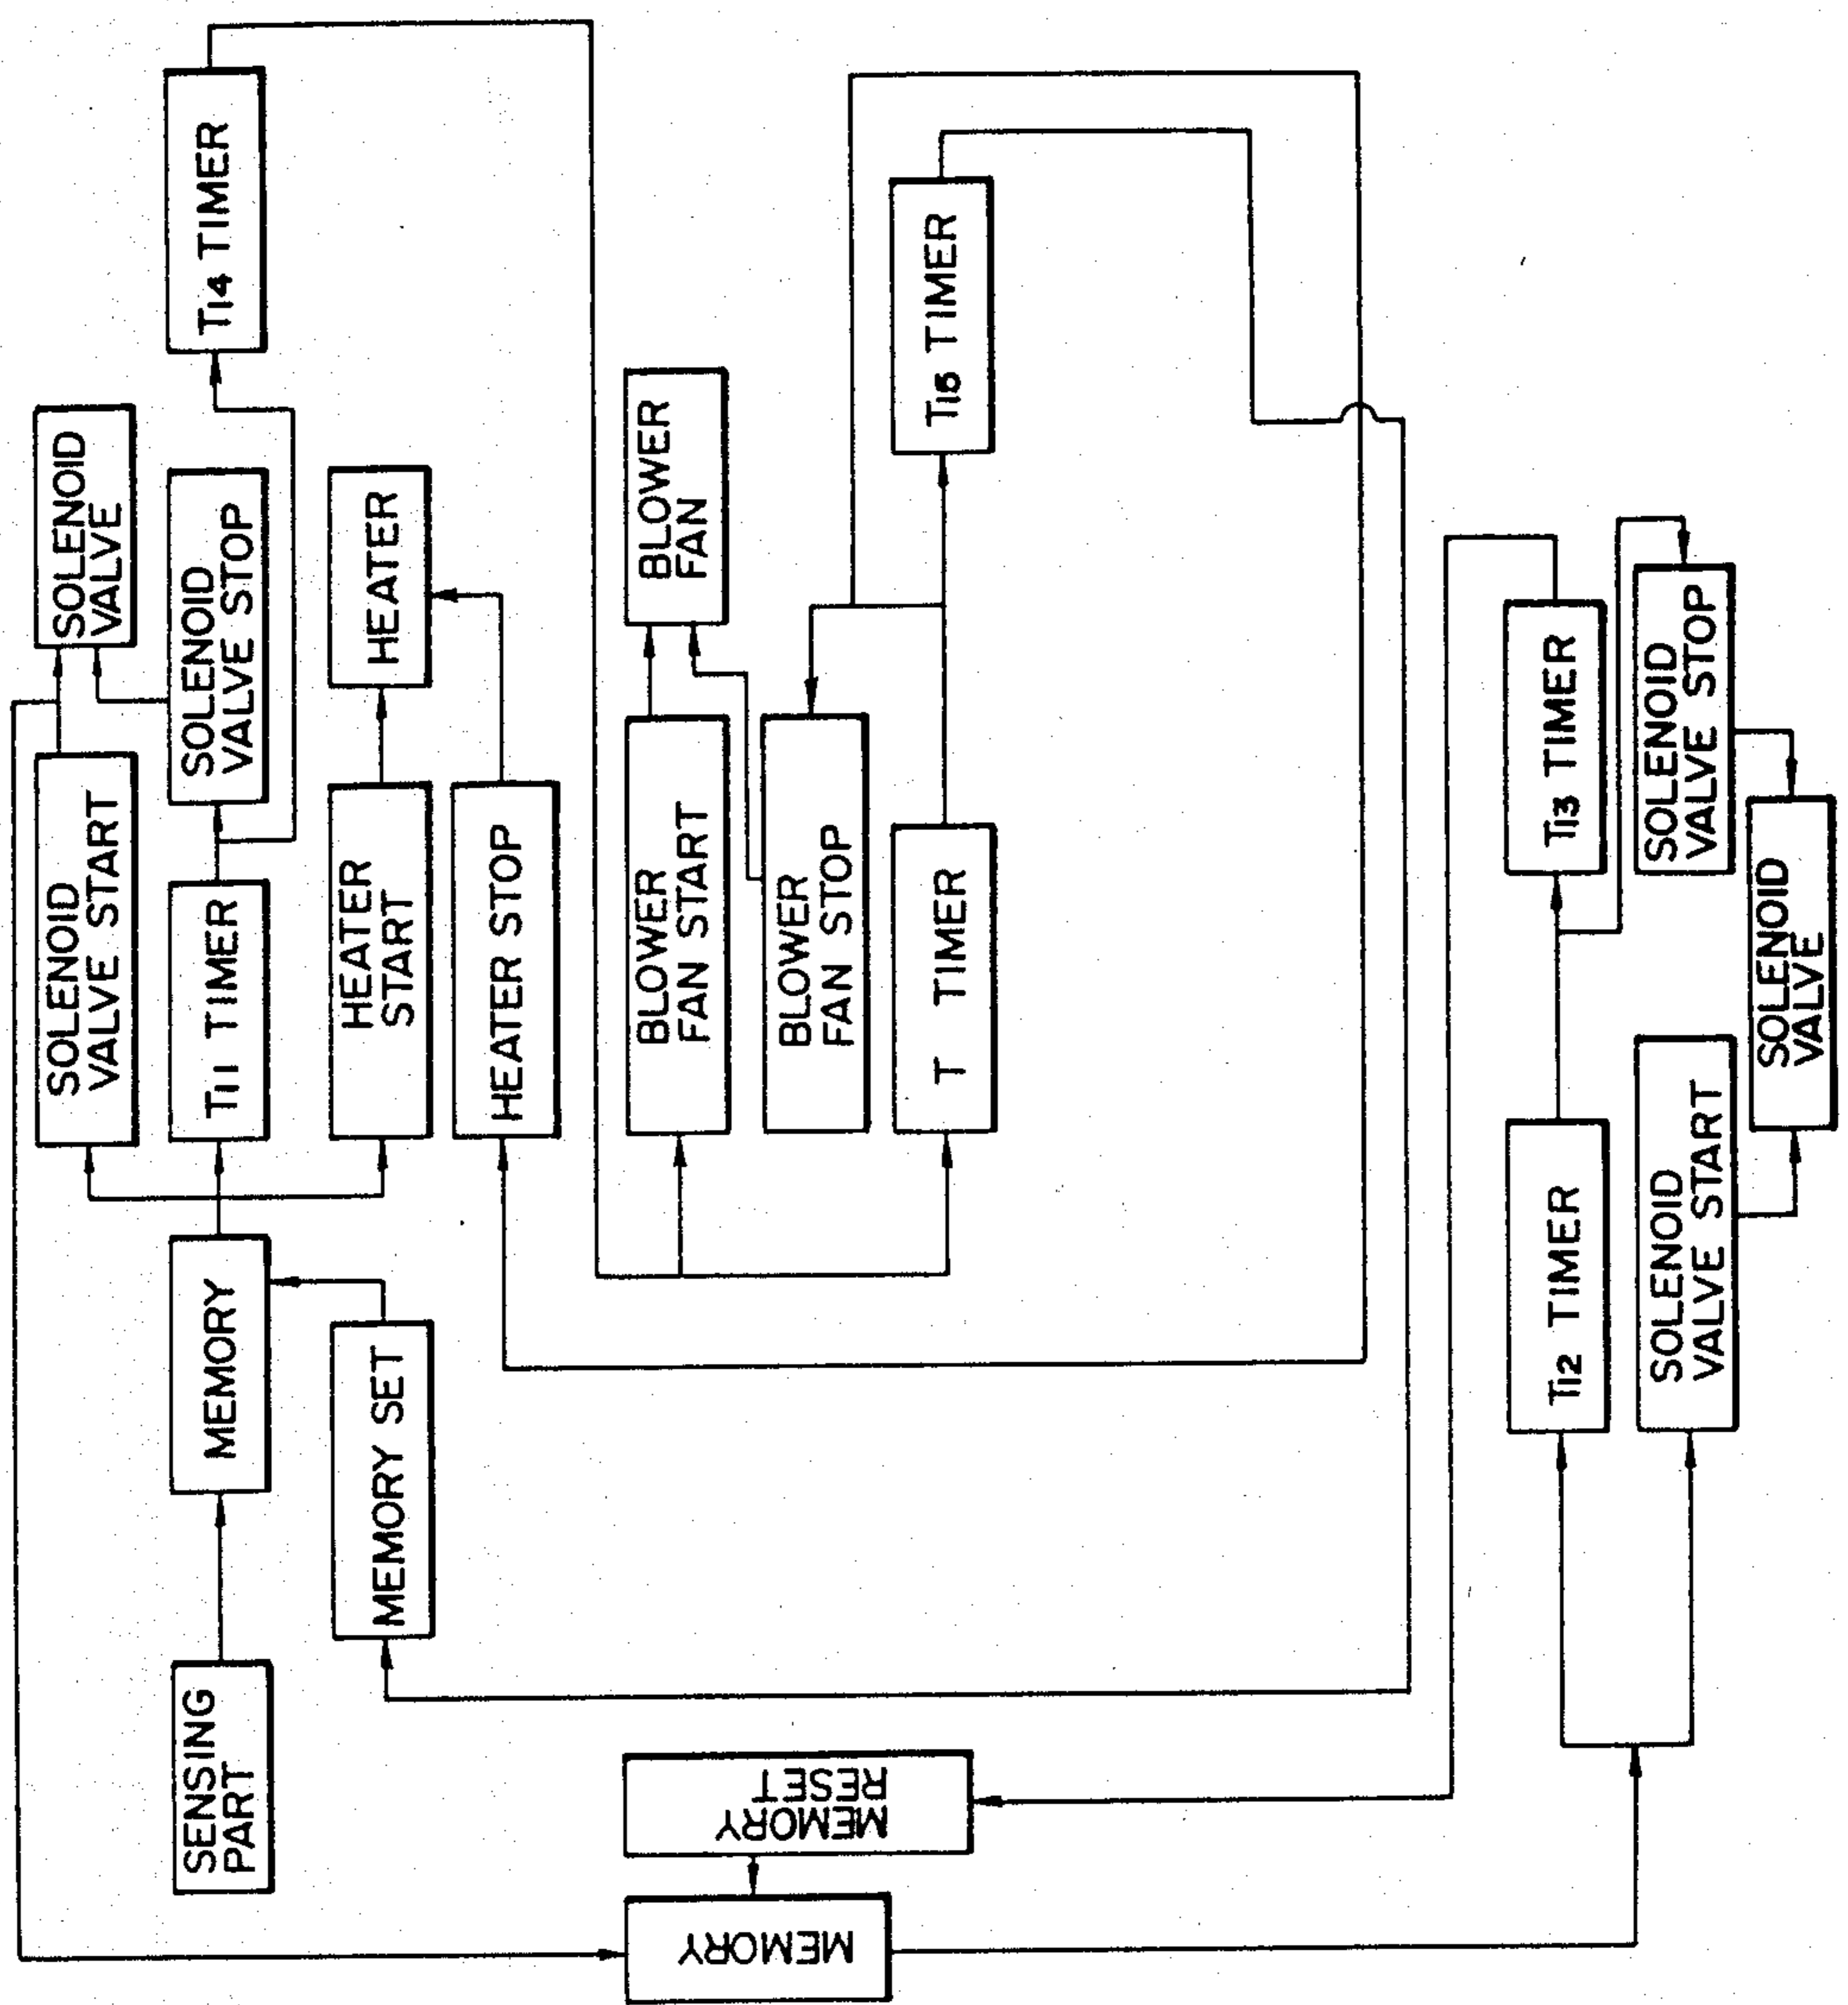 SENSING
PART
MEMORY
MEMORY SET
SOLENOID
VALVE START
T11 TIMER
HEATER
START
HEATER STOP
SOLENOID
VALVE
SOLENOID
VALVE STOP
HEATER
T14 TIMER
BLOWER
FAN START
BLOWER
FAN STOP
T TIMER
BLOWER
FAN
T15 TIMER
MEMORY
RESET
MEMORY
T12 TIMER
SOLENOID
VALVE START
T13 TIMER
SOLENOID
VALVE STOP
SOLENOID
VALVE